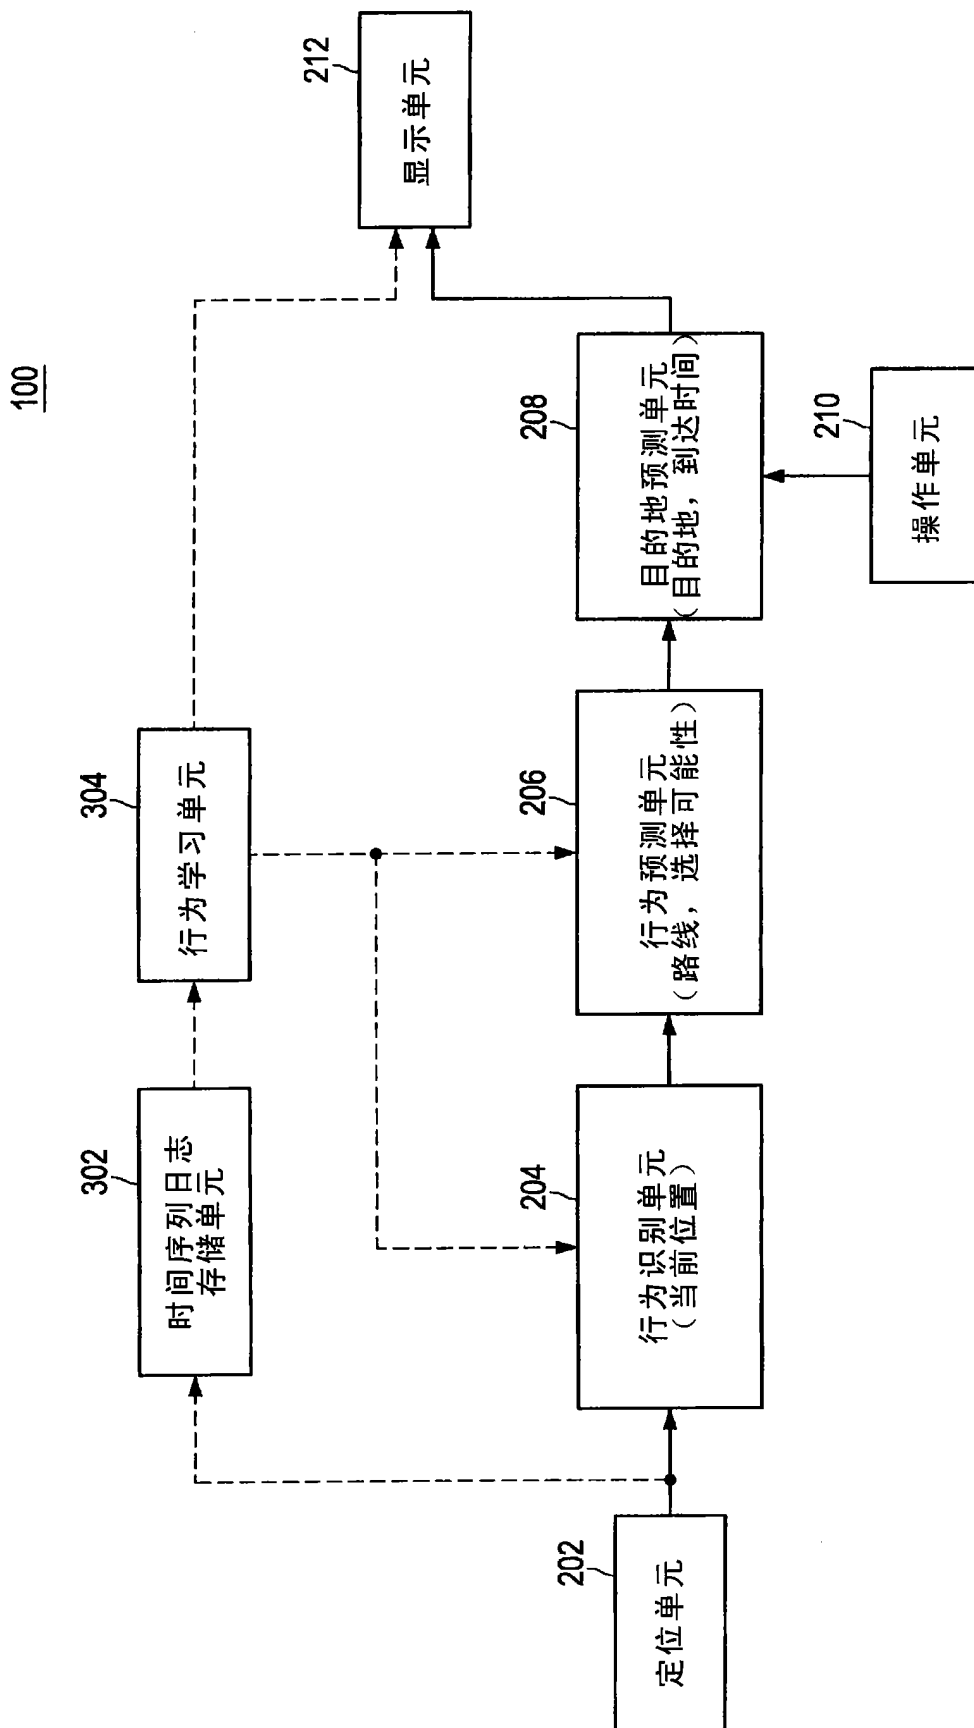 100
302
时间序列日志
存储单元
304
行为学习单元
212
显示单元
202
定位单元
204
行为识别单元
（当前位置）
206
行为预测单元
（路线，选择可能性）
208
目的地预测单元
（目的地，到达时间）
210
操作单元